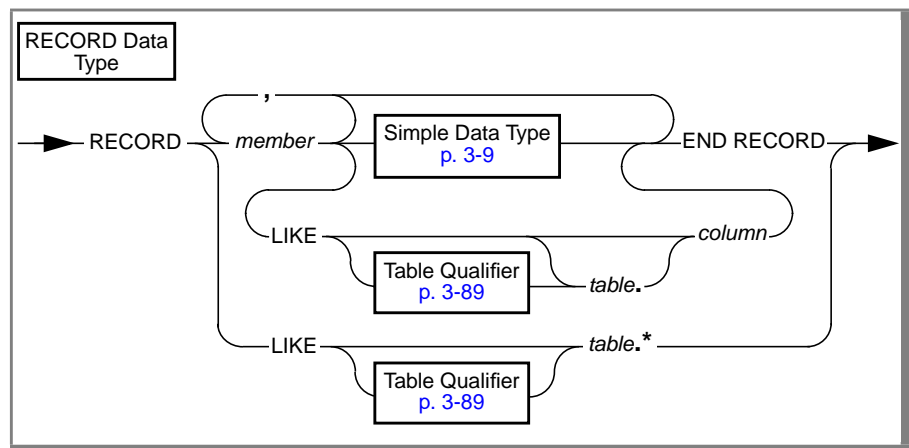 RECORD Data
Type
,
RECORD member Simple Data Type END RECORD
p. 3-9
LIKE column
Table Qualifier
p. 3-89
table.
LIKE table.*
Table Qualifier
p. 3-89